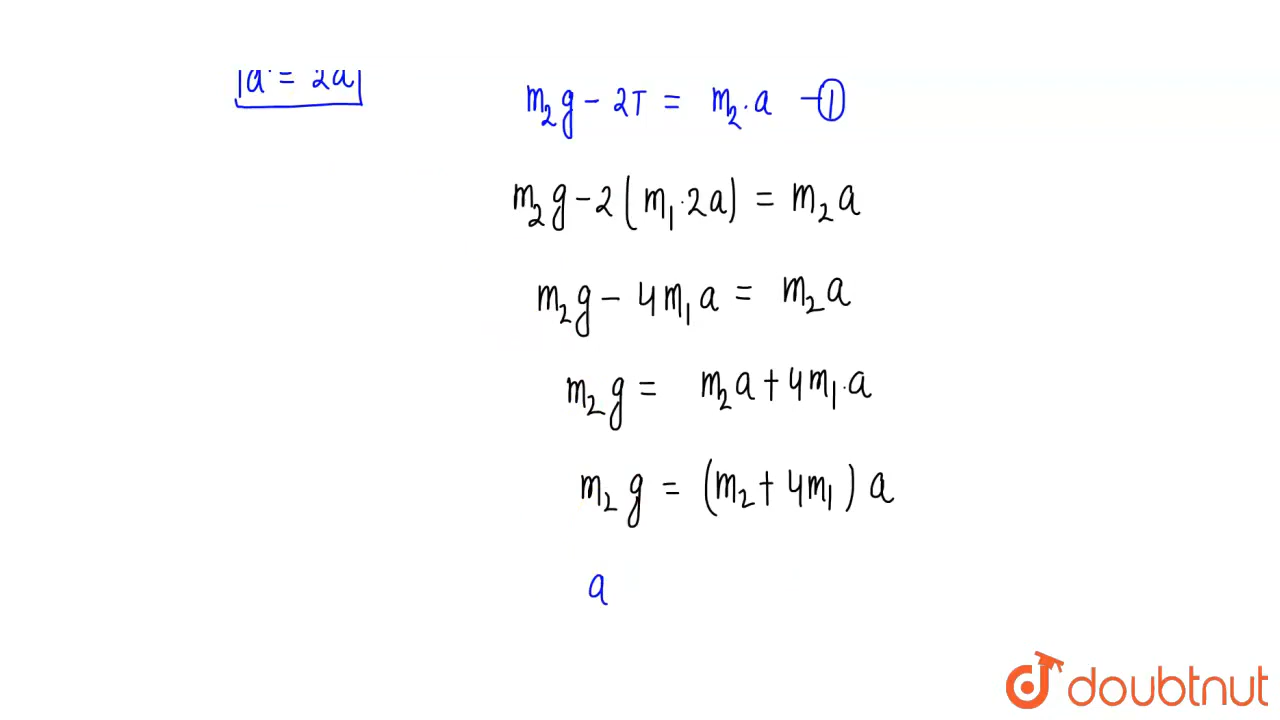 a' = 2a
m₂g - 2T = m₂.a -①
m₂g - 2(m₁.2a) = m₂a
m₂g - 4m₁a = m₂a
m₂g = m₂a + 4m₁.a
m₂g = (m₂ + 4m₁)a
a
doubtnut